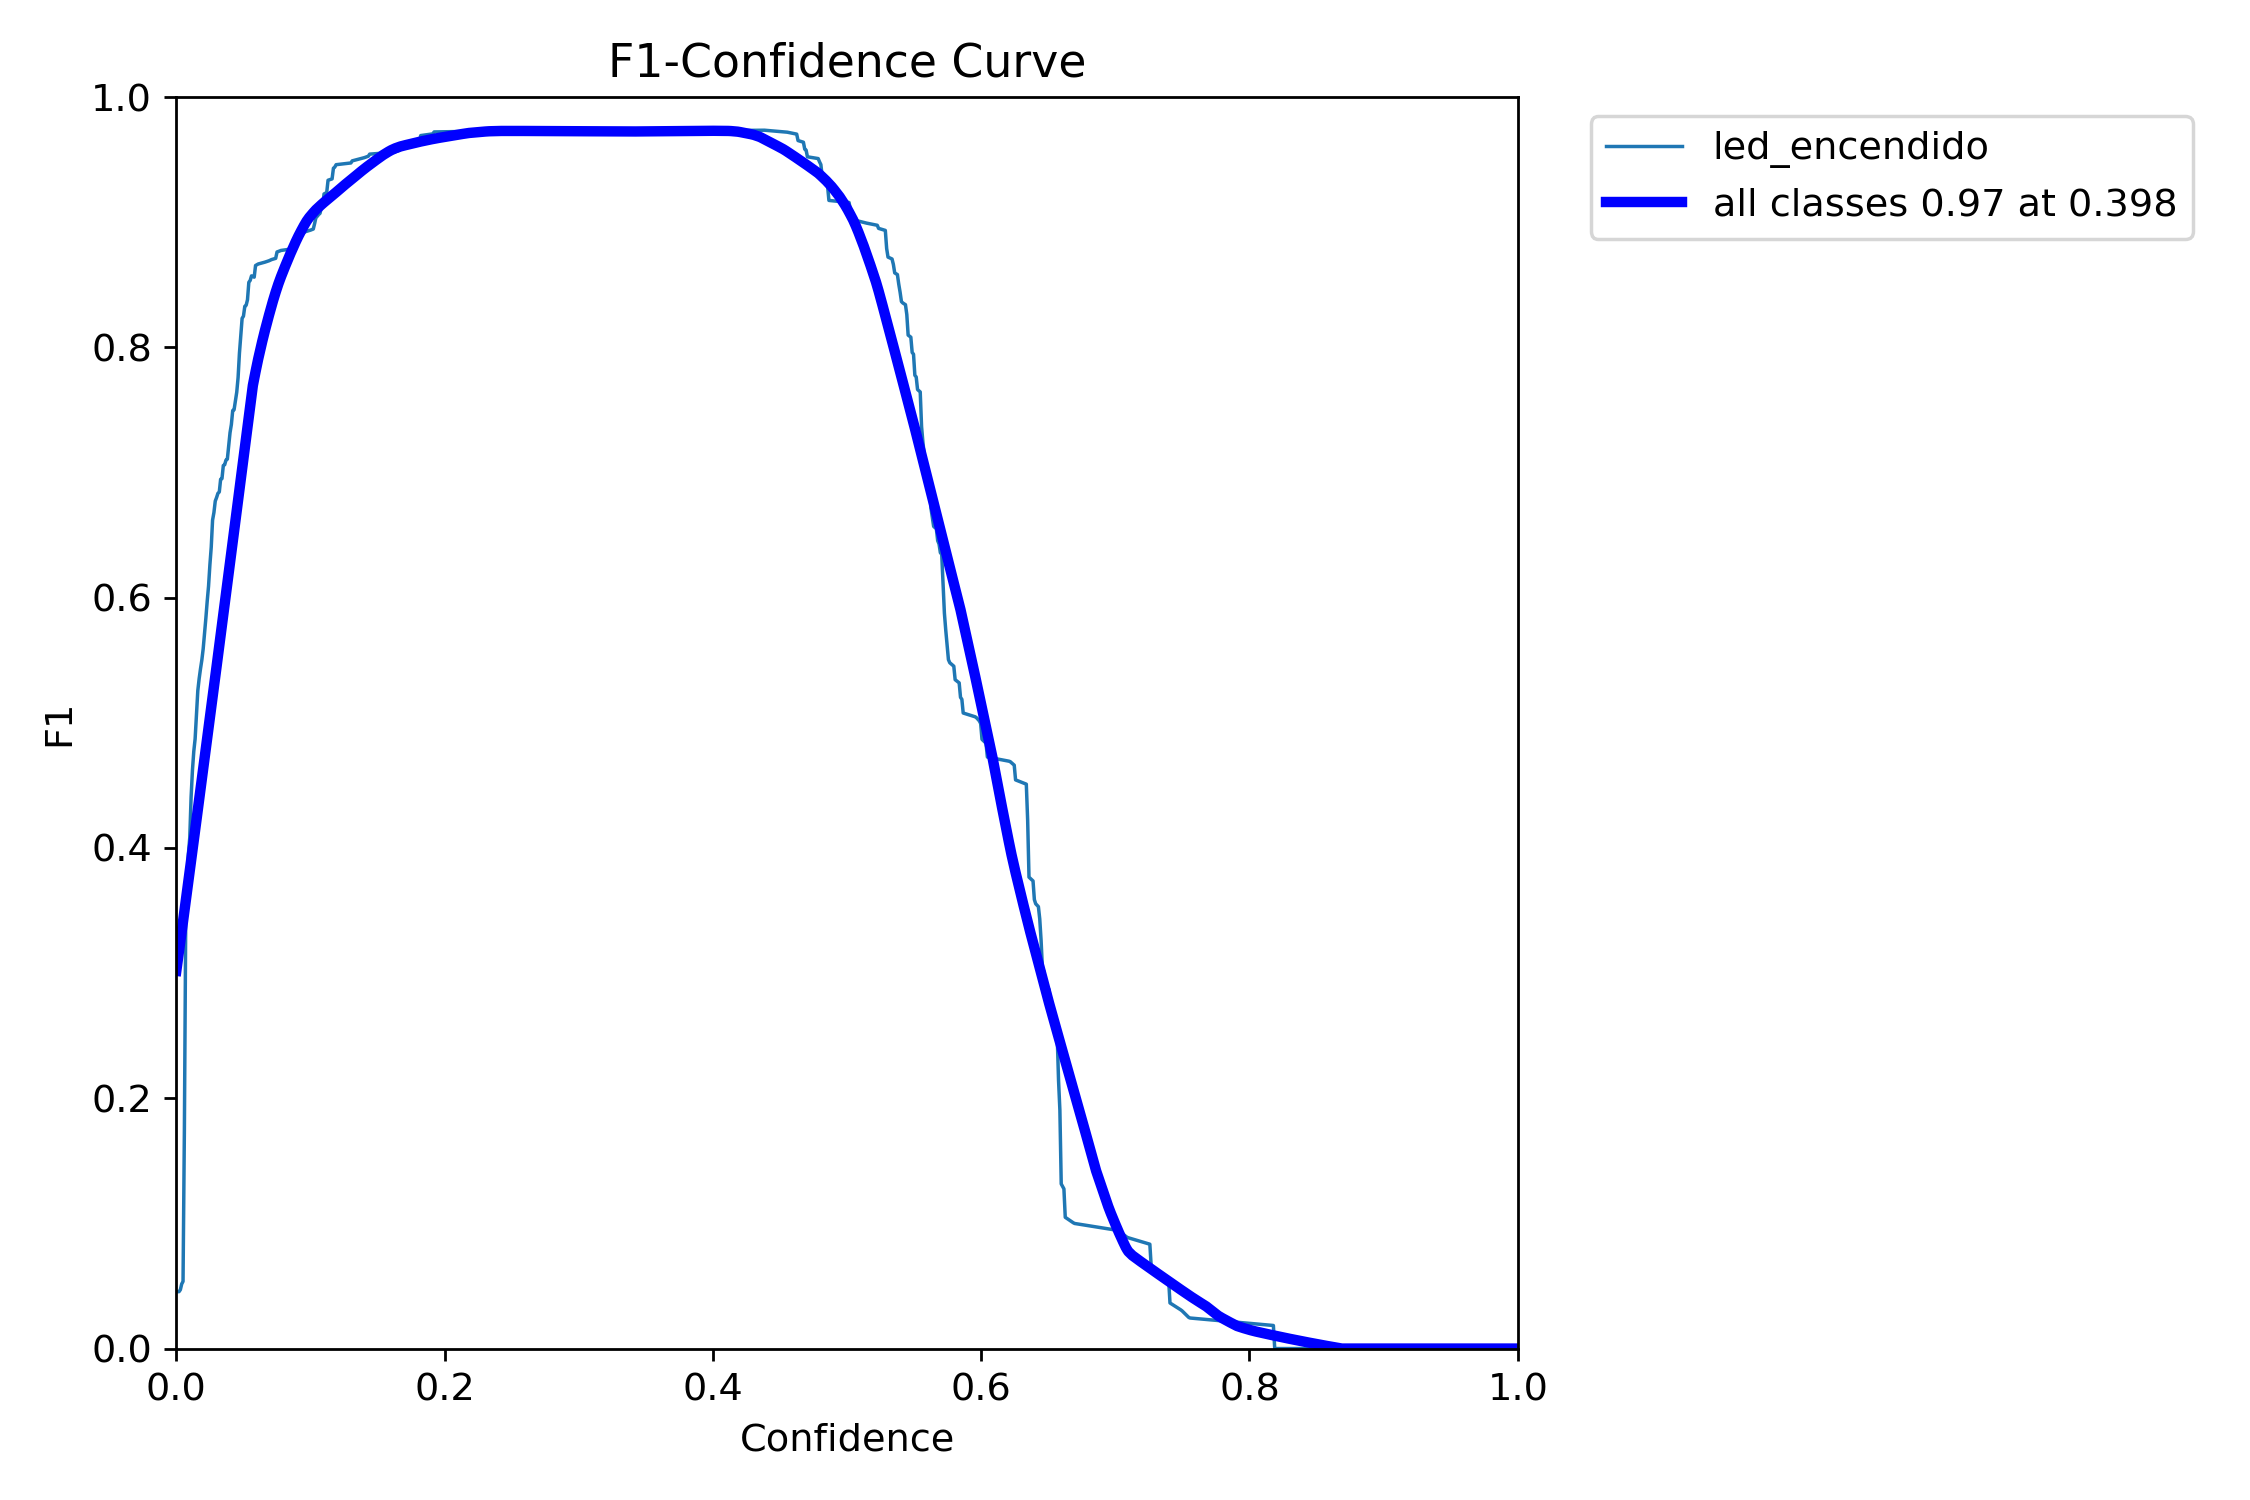 F1-Confidence Curve
1.0
0.8
0.6
0.4
0.2
0.0
F1
0.0 0.2 0.4 0.6 0.8 1.0
Confidence
led_encendido
all classes 0.97 at 0.398